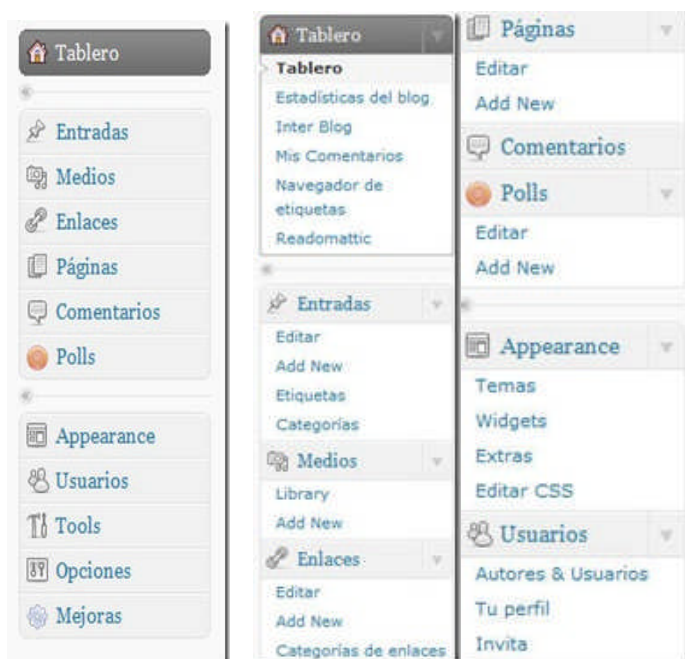 Tablero
Entradas
Medios
Enlaces
Páginas
Comentarios
Polls
Appearance
Usuarios
Tools
Opciones
Mejoras
Tablero
Tablero
Estadísticas del blog
Inter Blog
Mis Comentarios
Navegador de
etiquetas
Readomattic
Entradas
Editar
Add New
Etiquetas
Categorías
Medios
Library
Add New
Enlaces
Editar
Add New
Categorías de enlaces
Páginas
Editar
Add New
Comentarios
Polls
Editar
Add New
Appearance
Temas
Widgets
Extras
Editar CSS
Usuarios
Autores & Usuarios
Tu perfil
Invita